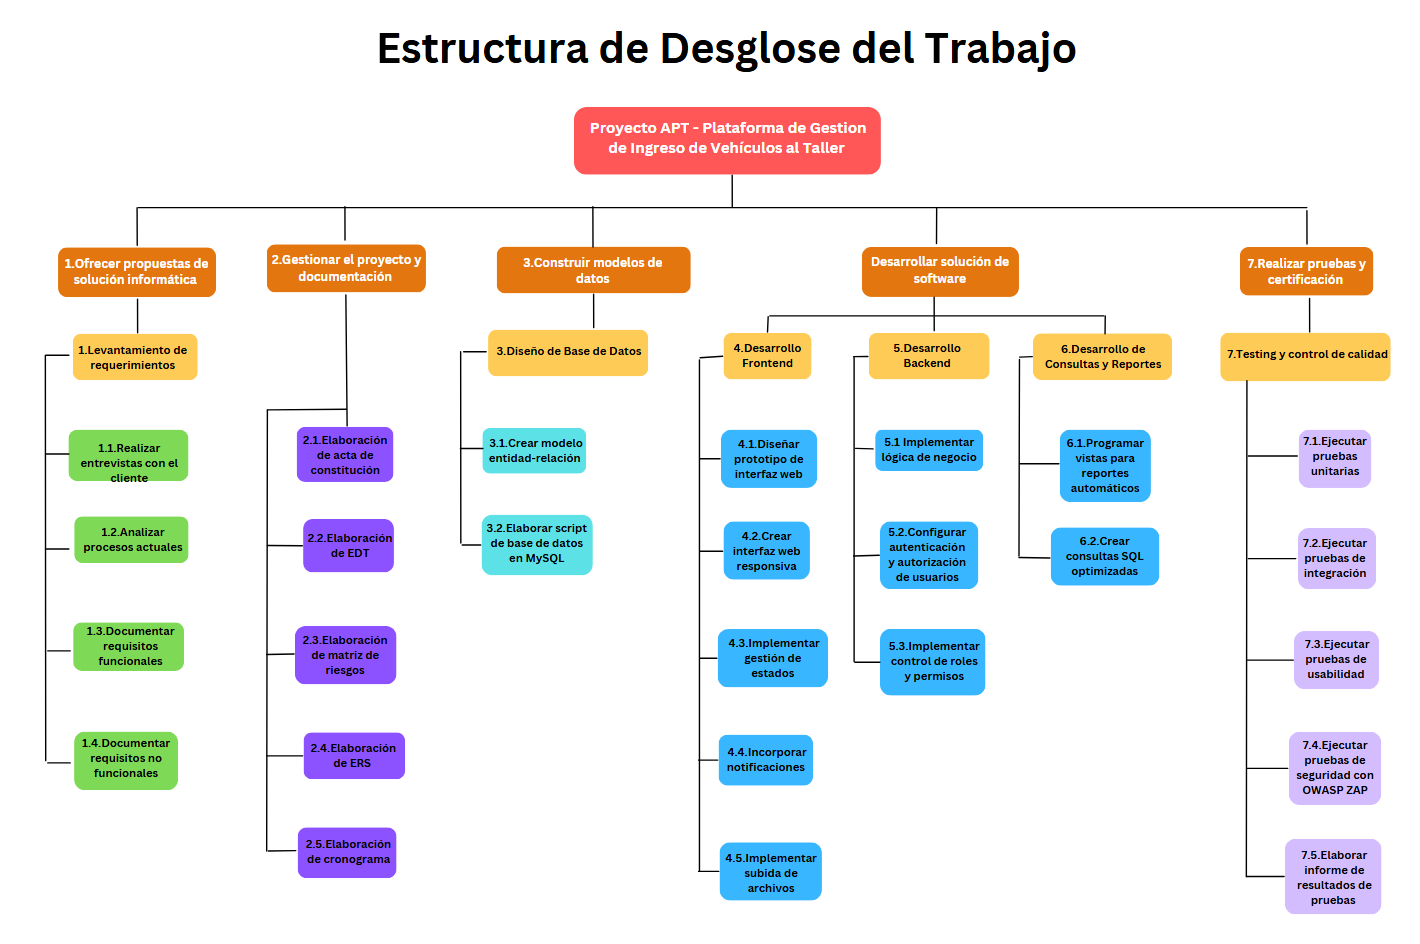 Estructura de Desglose del Trabajo
Proyecto APT - Plataforma de Gestion
de Ingreso de Vehículos al Taller
1.Ofrecer propuestas de
solución informática
2.Gestionar el proyecto y
documentación
3.Construir modelos de
datos
Desarrollar solución de
software
7.Realizar pruebas y
certificación
1.Levantamiento de
requerimientos
3.Diseño de Base de Datos
4.Desarrollo
Frontend
5.Desarrollo
Backend
6.Desarrollo de
Consultas y Reportes
7.Testing y control de calidad
1.1.Realizar
entrevistas con el
cliente
1.2.Analizar
procesos actuales
1.3.Documentar
requisitos
funcionales
1.4.Documentar
requisitos no
funcionales
2.1.Elaboración
de acta de
constitución
2.2.Elaboración
de EDT
2.3.Elaboración
de matriz de
riesgos
2.4.Elaboración
de ERS
2.5.Elaboración
de cronograma
3.1.Crear modelo
entidad-relación
3.2.Elaborar script
de base de datos
en MySQL
4.1.Diseñar
prototipo de
interfaz web
4.2.Crear
interfaz web
responsiva
4.3.Implementar
gestión de
estados
4.4.Incorporar
notificaciones
4.5.Implementar
subida de
archivos
5.1 Implementar
lógica de negocio
5.2.Configurar
autenticación
y autorización
de usuarios
5.3.Implementar
control de roles
y permisos
6.1.Programar
vistas para
reportes
automáticos
6.2.Crear
consultas SQL
optimizadas
7.1.Ejecutar
pruebas
unitarias
7.2.Ejecutar
pruebas de
integración
7.3.Ejecutar
pruebas de
usabilidad
7.4.Ejecutar
pruebas de
seguridad con
OWASP ZAP
7.5.Elaborar
informe de
resultados de
pruebas